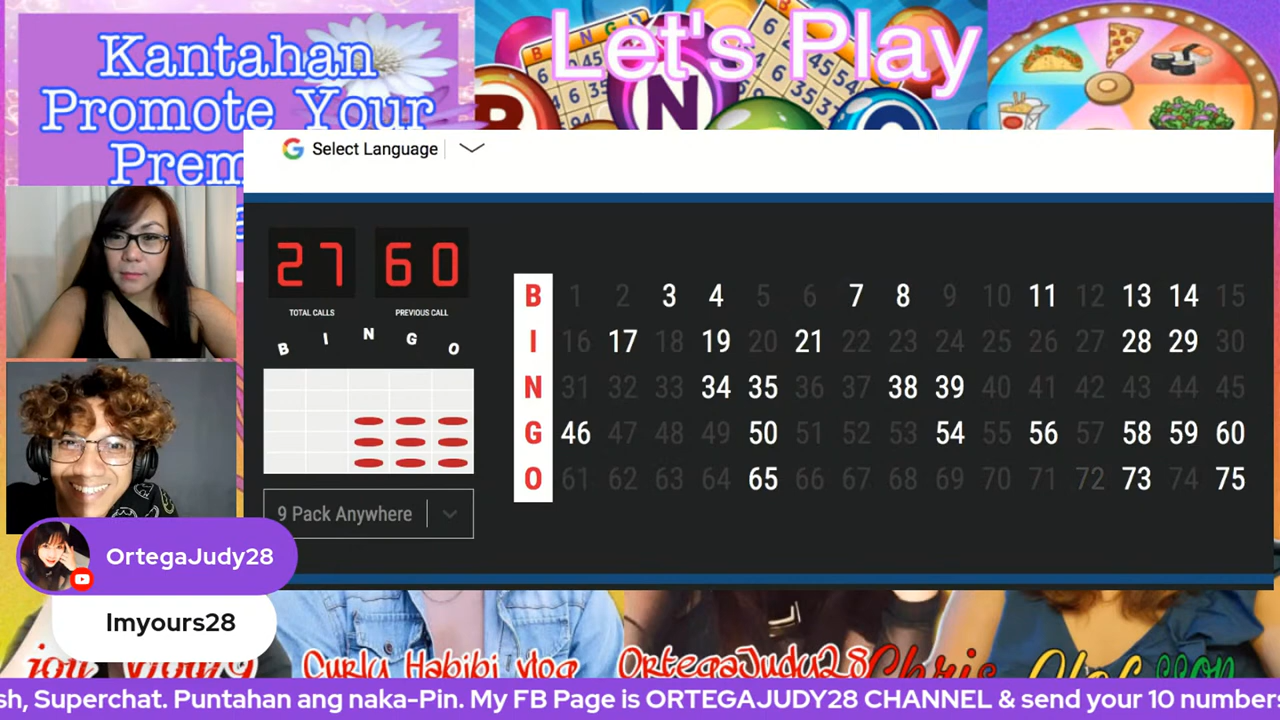 Kantahan
Promote Your
Let's Play
Select Language
27
60
TOTAL CALLS
PREVIOUS CALL
B I N G O
9 Pack Anywhere
B 1 2 3 4 5 6 7 8 9 10 11 12 13 14 15
I 16 17 18 19 20 21 22 23 24 25 26 27 28 29 30
N 31 32 33 34 35 36 37 38 39 40 41 42 43 44 45
G 46 47 48 49 50 51 52 53 54 55 56 57 58 59 60
O 61 62 63 64 65 66 67 68 69 70 71 72 73 74 75
OrtegaJudy28
Curly Habibi vlog
OrtegaJudy28
Superchat. Puntahan ang naka-Pin. My FB Page is ORTEGAJUDY28 CHANNEL & send your 10